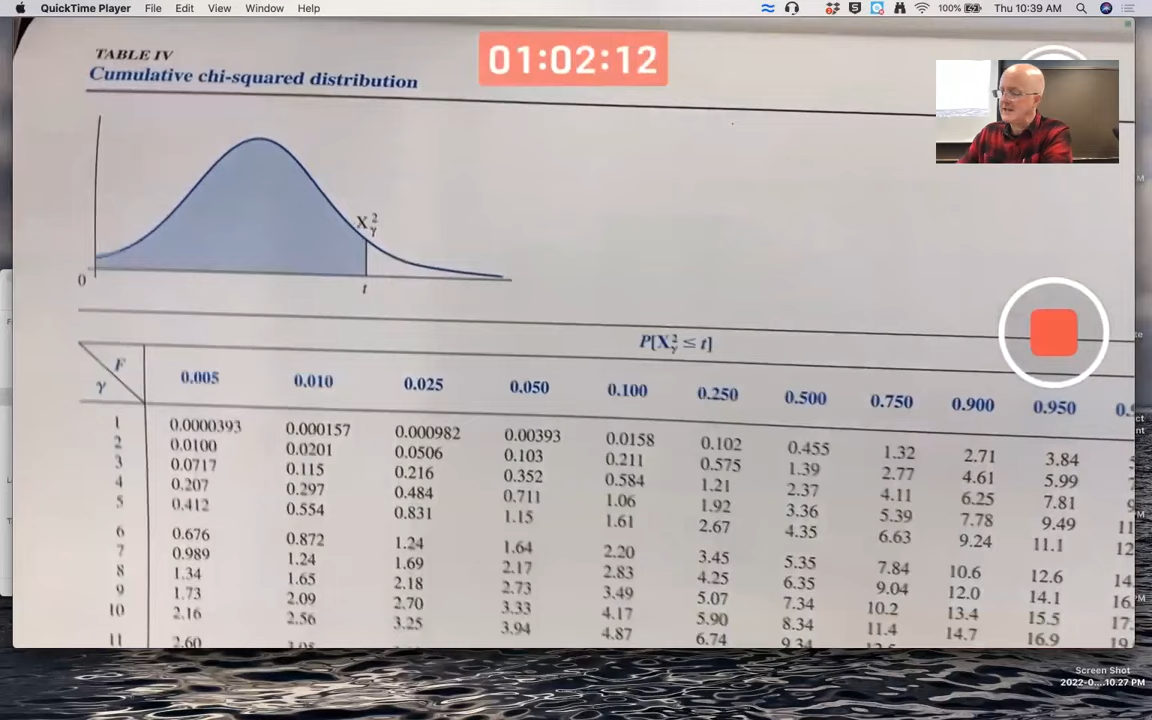 QuickTime Player File Edit View Window Help 100% Thu 10:39 AM
TABLE IV
Cumulative chi-squared distribution
01:02:12
X²γ
0
t
P[X²γ ≤ t]
F
γ
0.005 0.010 0.025 0.050 0.100 0.250 0.500 0.750 0.900 0.950
1 0.0000393 0.000157 0.000982 0.00393 0.0158 0.102 0.455 1.32 2.71 3.84
2 0.0100 0.0201 0.0506 0.103 0.211 0.575 1.39 2.77 4.61 5.99
3 0.0717 0.115 0.216 0.352 0.584 1.21 2.37 4.11 6.25 7.81
4 0.207 0.297 0.484 0.711 1.06 1.92 3.36 5.39 7.78 9.49
5 0.412 0.554 0.831 1.15 1.61 2.67 4.35 6.63 9.24 11.1
6 0.676 0.872 1.24 1.64 2.20 3.45 5.35 7.84 10.6 12.6
7 0.989 1.24 1.69 2.17 2.83 4.25 6.35 9.04 12.0 14.1
8 1.34 1.65 2.18 2.73 3.49 5.07 7.34 10.2 13.4 15.5
9 1.73 2.09 2.70 3.33 4.17 5.90 8.34 11.4 14.7 16.9
10 2.16 2.56 3.25 3.94 4.87 6.74 9.34
11 2.60
Screen Shot
2022-0....10.27 PM